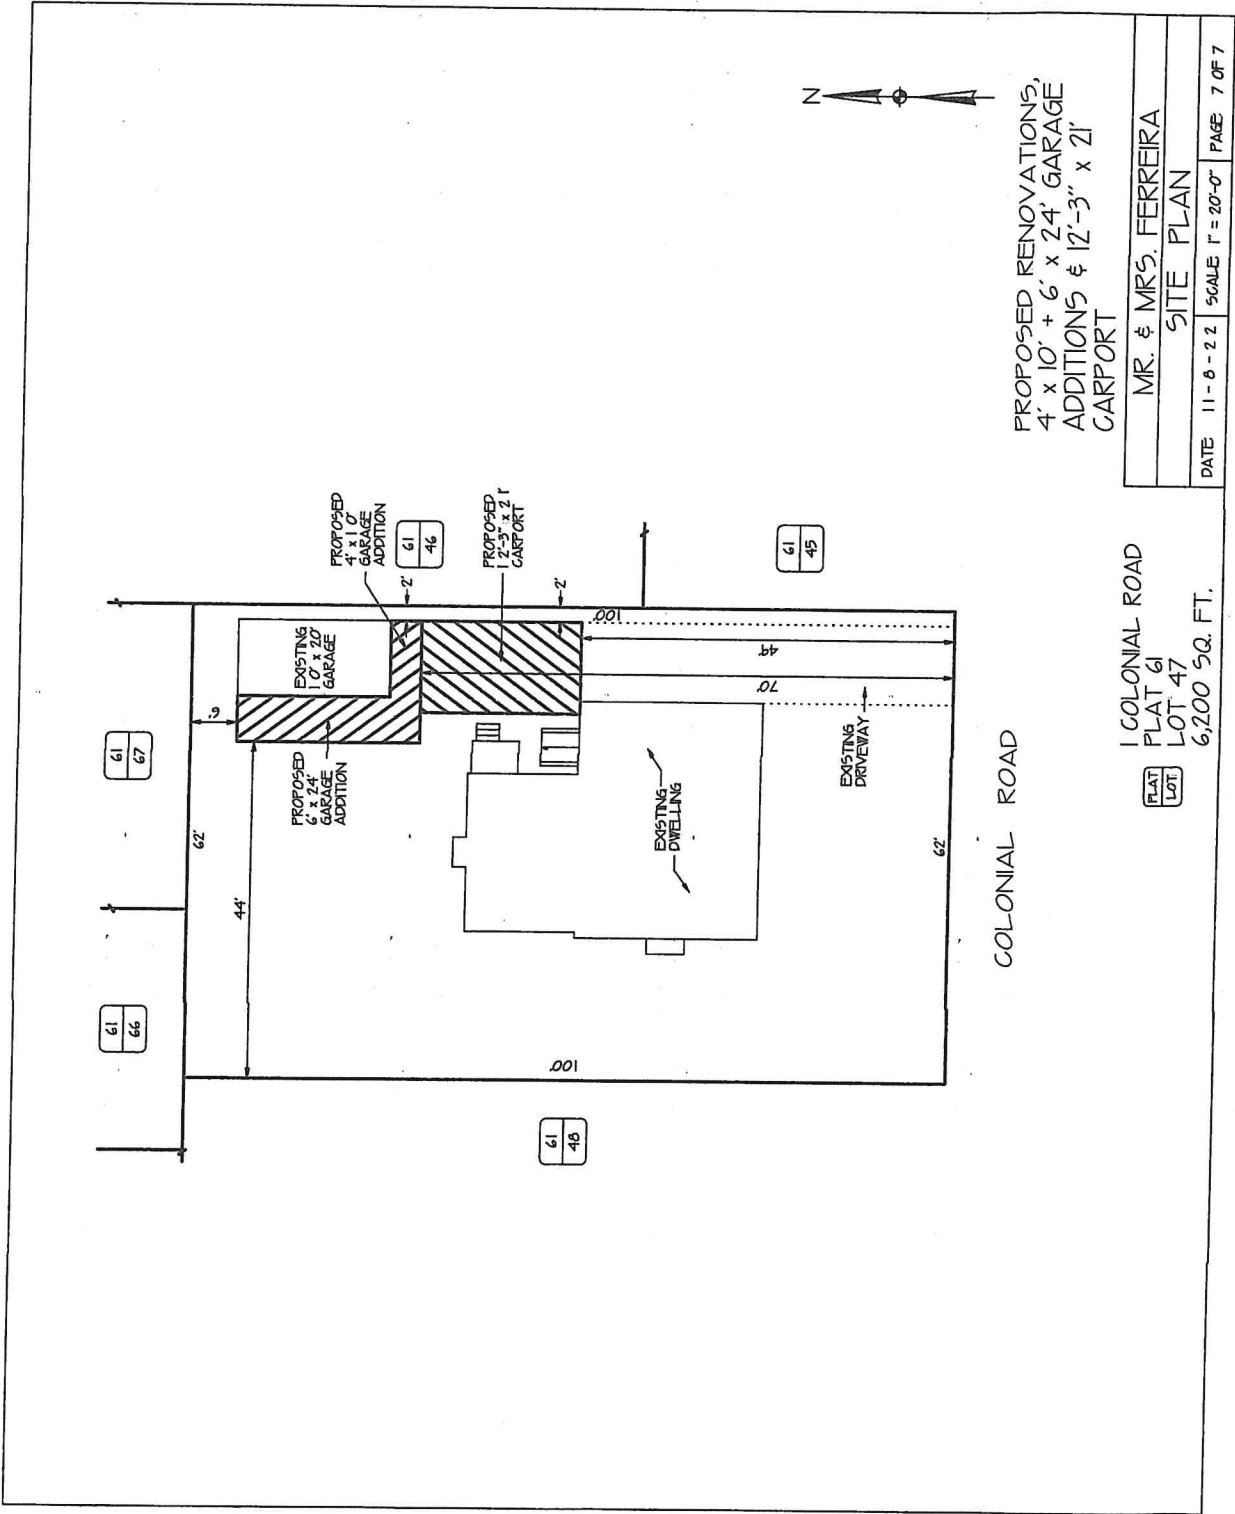 N
PROPOSED RENOVATIONS,
4' x 10' + 6' x 24' GARAGE
ADDITIONS & 12'-3" x 21'
CARPORT
MR. & MRS. FERREIRA
SITE PLAN
DATE 11-8-22
SCALE 1" = 20'-0"
PAGE 7 OF 7
PROPOSED
4' x 10'
GARAGE
ADDITION
61
46
PROPOSED
12'-3" x 21'
CARPORT
61
45
2'
2'
100'
EXISTING
10' x 20'
GARAGE
6'
49'
70'
61
67
PROPOSED
6' x 24'
GARAGE
ADDITION
62'
44'
EXISTING
DWELLING
EXISTING
DRIVEWAY
62'
61
66
100'
61
48
COLONIAL ROAD
1 COLONIAL ROAD
PLAT 61
LOT 47
6,200 SQ. FT.
PLAT
LOT